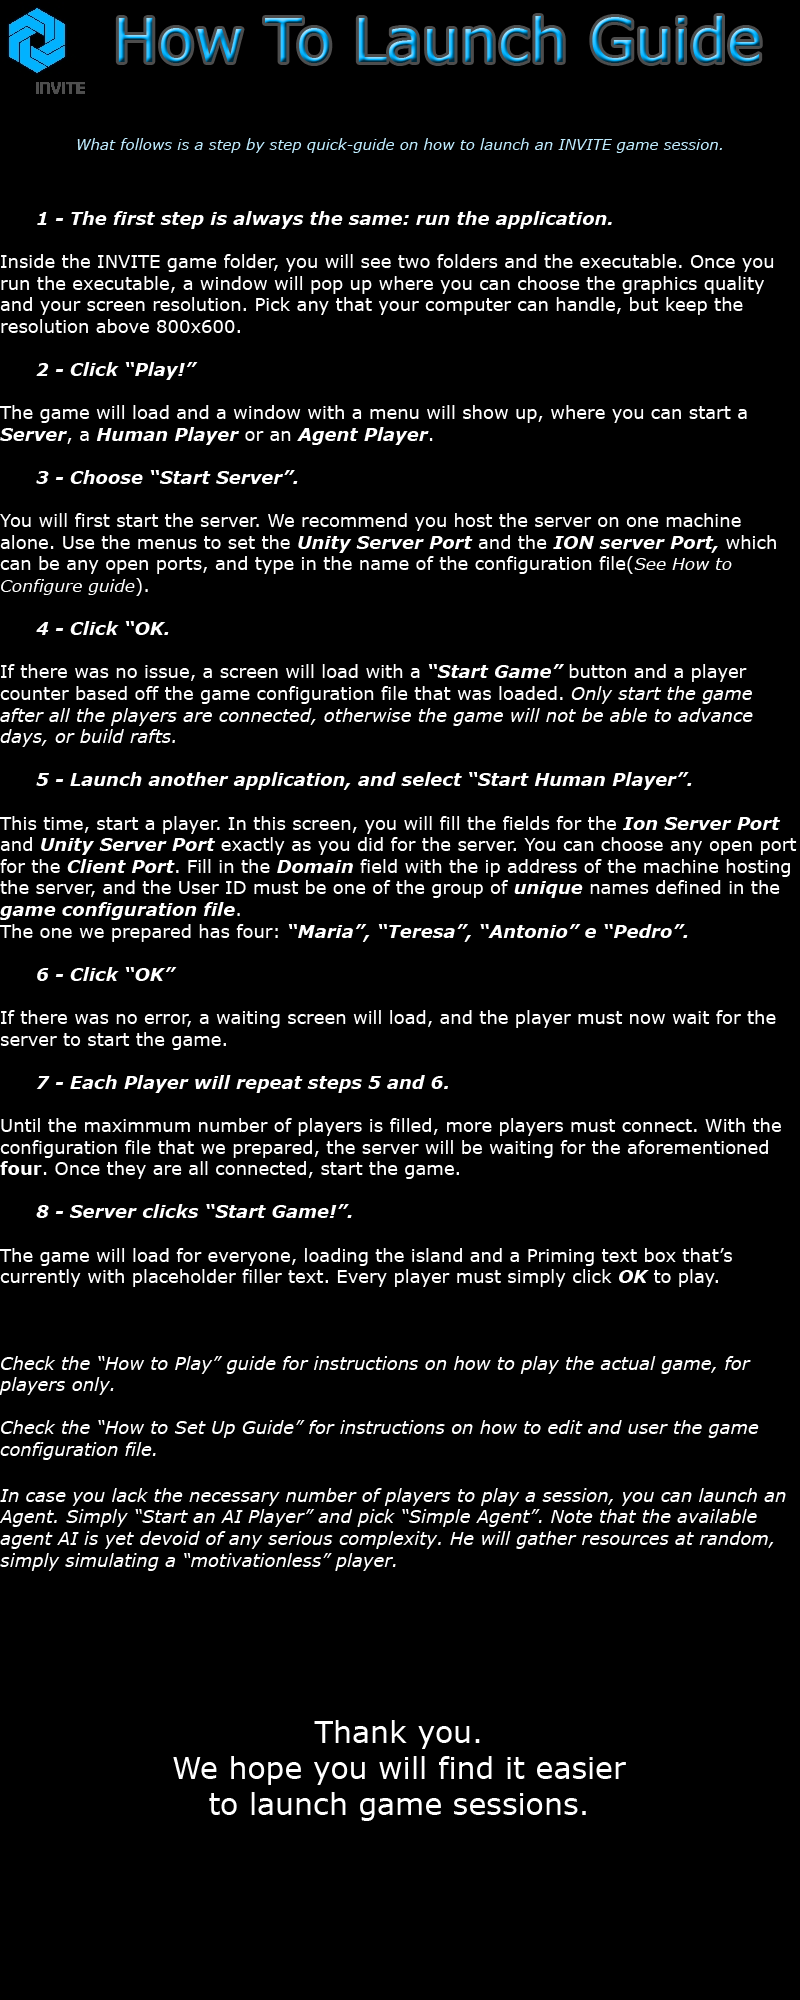 How To Launch Guide
INVITE
What follows is a step by step quick-guide on how to launch an INVITE game session.
1 - The first step is always the same: run the application.
Inside the INVITE game folder, you will see two folders and the executable. Once you
run the executable, a window will pop up where you can choose the graphics quality
and your screen resolution. Pick any that your computer can handle, but keep the
resolution above 800x600.
2 - Click “Play!”
The game will load and a window with a menu will show up, where you can start a
Server, a Human Player or an Agent Player.
3 - Choose “Start Server”.
You will first start the server. We recommend you host the server on one machine
alone. Use the menus to set the Unity Server Port and the ION server Port, which
can be any open ports, and type in the name of the configuration file(See How to
Configure guide).
4 - Click “OK.
If there was no issue, a screen will load with a “Start Game” button and a player
counter based off the game configuration file that was loaded. Only start the game
after all the players are connected, otherwise the game will not be able to advance
days, or build rafts.
5 - Launch another application, and select “Start Human Player”.
This time, start a player. In this screen, you will fill the fields for the Ion Server Port
and Unity Server Port exactly as you did for the server. You can choose any open port
for the Client Port. Fill in the Domain field with the ip address of the machine hosting
the server, and the User ID must be one of the group of unique names defined in the
game configuration file.
The one we prepared has four: “Maria”, “Teresa”, “Antonio” e “Pedro”.
6 - Click “OK”
If there was no error, a waiting screen will load, and the player must now wait for the
server to start the game.
7 - Each Player will repeat steps 5 and 6.
Until the maximmum number of players is filled, more players must connect. With the
configuration file that we prepared, the server will be waiting for the aforementioned
four. Once they are all connected, start the game.
8 - Server clicks “Start Game!”.
The game will load for everyone, loading the island and a Priming text box that’s
currently with placeholder filler text. Every player must simply click OK to play.
Check the “How to Play” guide for instructions on how to play the actual game, for
players only.
Check the “How to Set Up Guide” for instructions on how to edit and user the game
configuration file.
In case you lack the necessary number of players to play a session, you can launch an
Agent. Simply “Start an AI Player” and pick “Simple Agent”. Note that the available
agent AI is yet devoid of any serious complexity. He will gather resources at random,
simply simulating a “motivationless” player.
Thank you.
We hope you will find it easier
to launch game sessions.